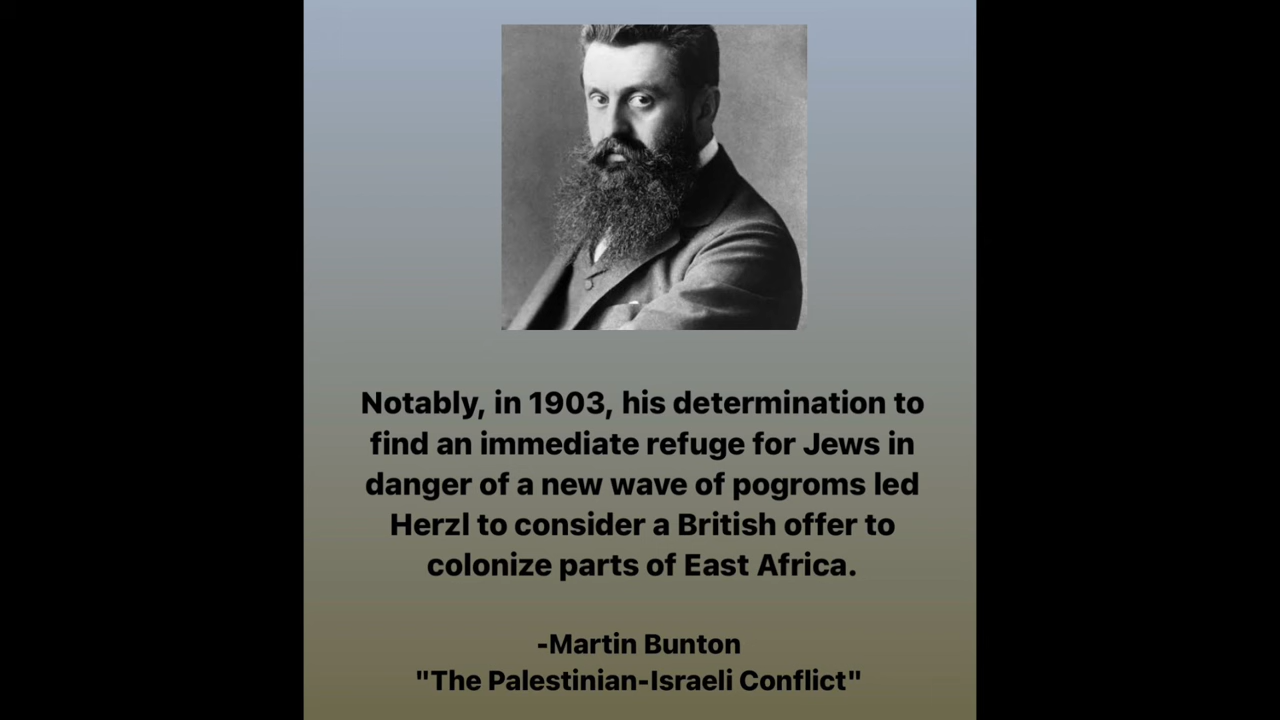 Notably, in 1903, his determination to
find an immediate refuge for Jews in
danger of a new wave of pogroms led
Herzl to consider a British offer to
colonize parts of East Africa.
-Martin Bunton
"The Palestinian-Israeli Conflict"